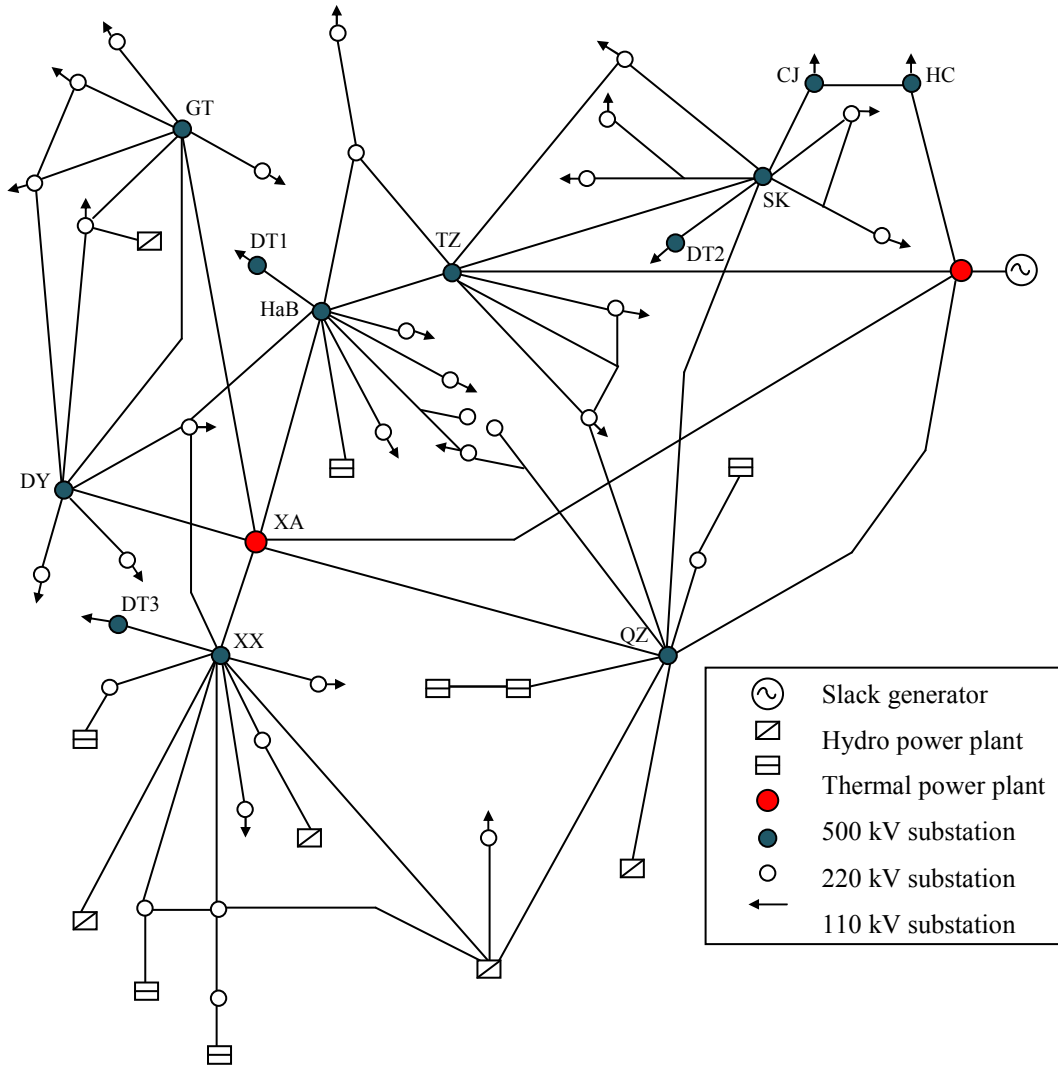 CJ
HC
GT
SK
DT1
TZ
DT2
HaB
DY
XA
DT3
XX
QZ
Slack generator
Hydro power plant
Thermal power plant
500 kV substation
220 kV substation
110 kV substation